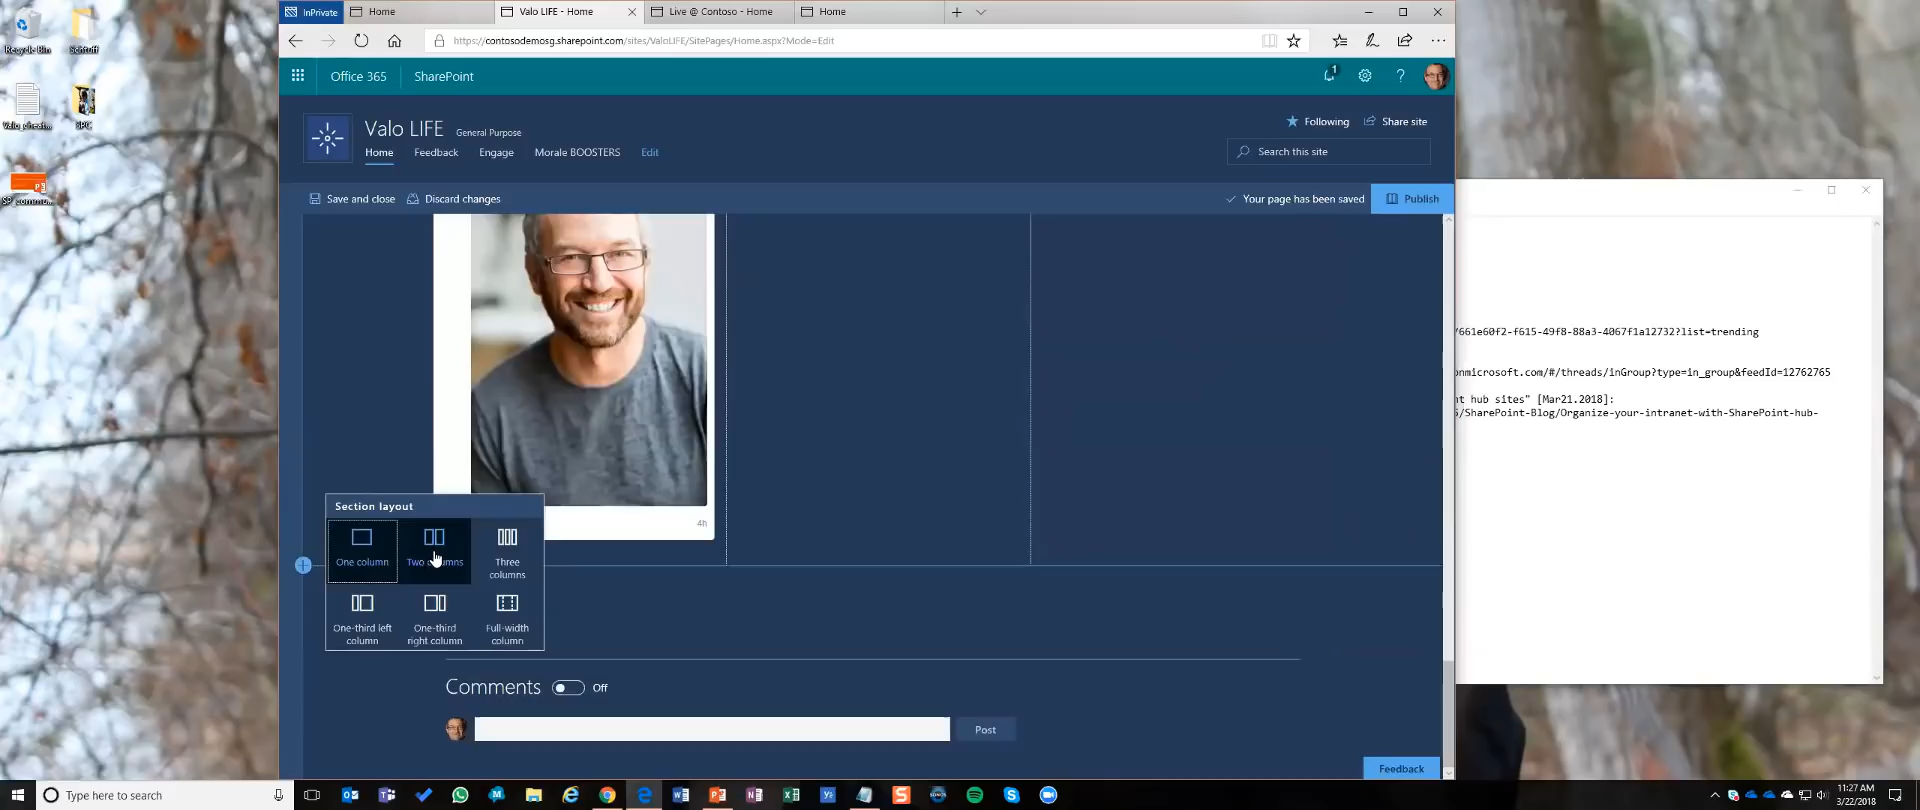 Recycle Bin
InPrivate
Home
Valo LIFE - Home
Live @ Contoso - Home
Home
https://contosodemosg.sharepoint.com/sites/ValoLIFE/SitePages/Home.aspx?Mode=Edit
Office 365
SharePoint
1
Valo LIFE
General Purpose
Following
Share site
Home
Feedback
Engage
Morale BOOSTERS
Edit
Search this site
Save and close
Discard changes
Your page has been saved
Publish
/661e60f2-f615-49f8-88a3-4067f1a12732?list=trending
onmicrosoft.com/#/threads/inGroup?type=in_group&feedId=12762765
nt hub sites" [Mar21.2018]:
/SharePoint-Blog/Organize-your-intranet-with-SharePoint-hub-
Section layout
4h
One column
Two columns
Three
columns
One-third left
column
One-third
right column
Full-width
column
Comments
Off
Post
Feedback
Type here to search
11:27 AM
3/22/2018